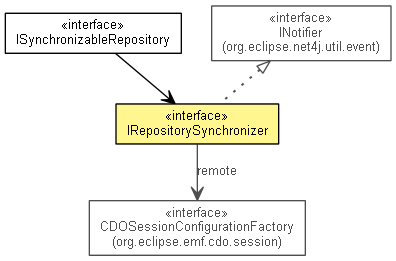 «interface»
ISynchronizableRepository
«interface»
INotifier
(org.eclipse.net4j.util.event)
«interface»
IRepositorySynchronizer
remote
«interface»
CDOSessionConfigurationFactory
(org.eclipse.emf.cdo.session)